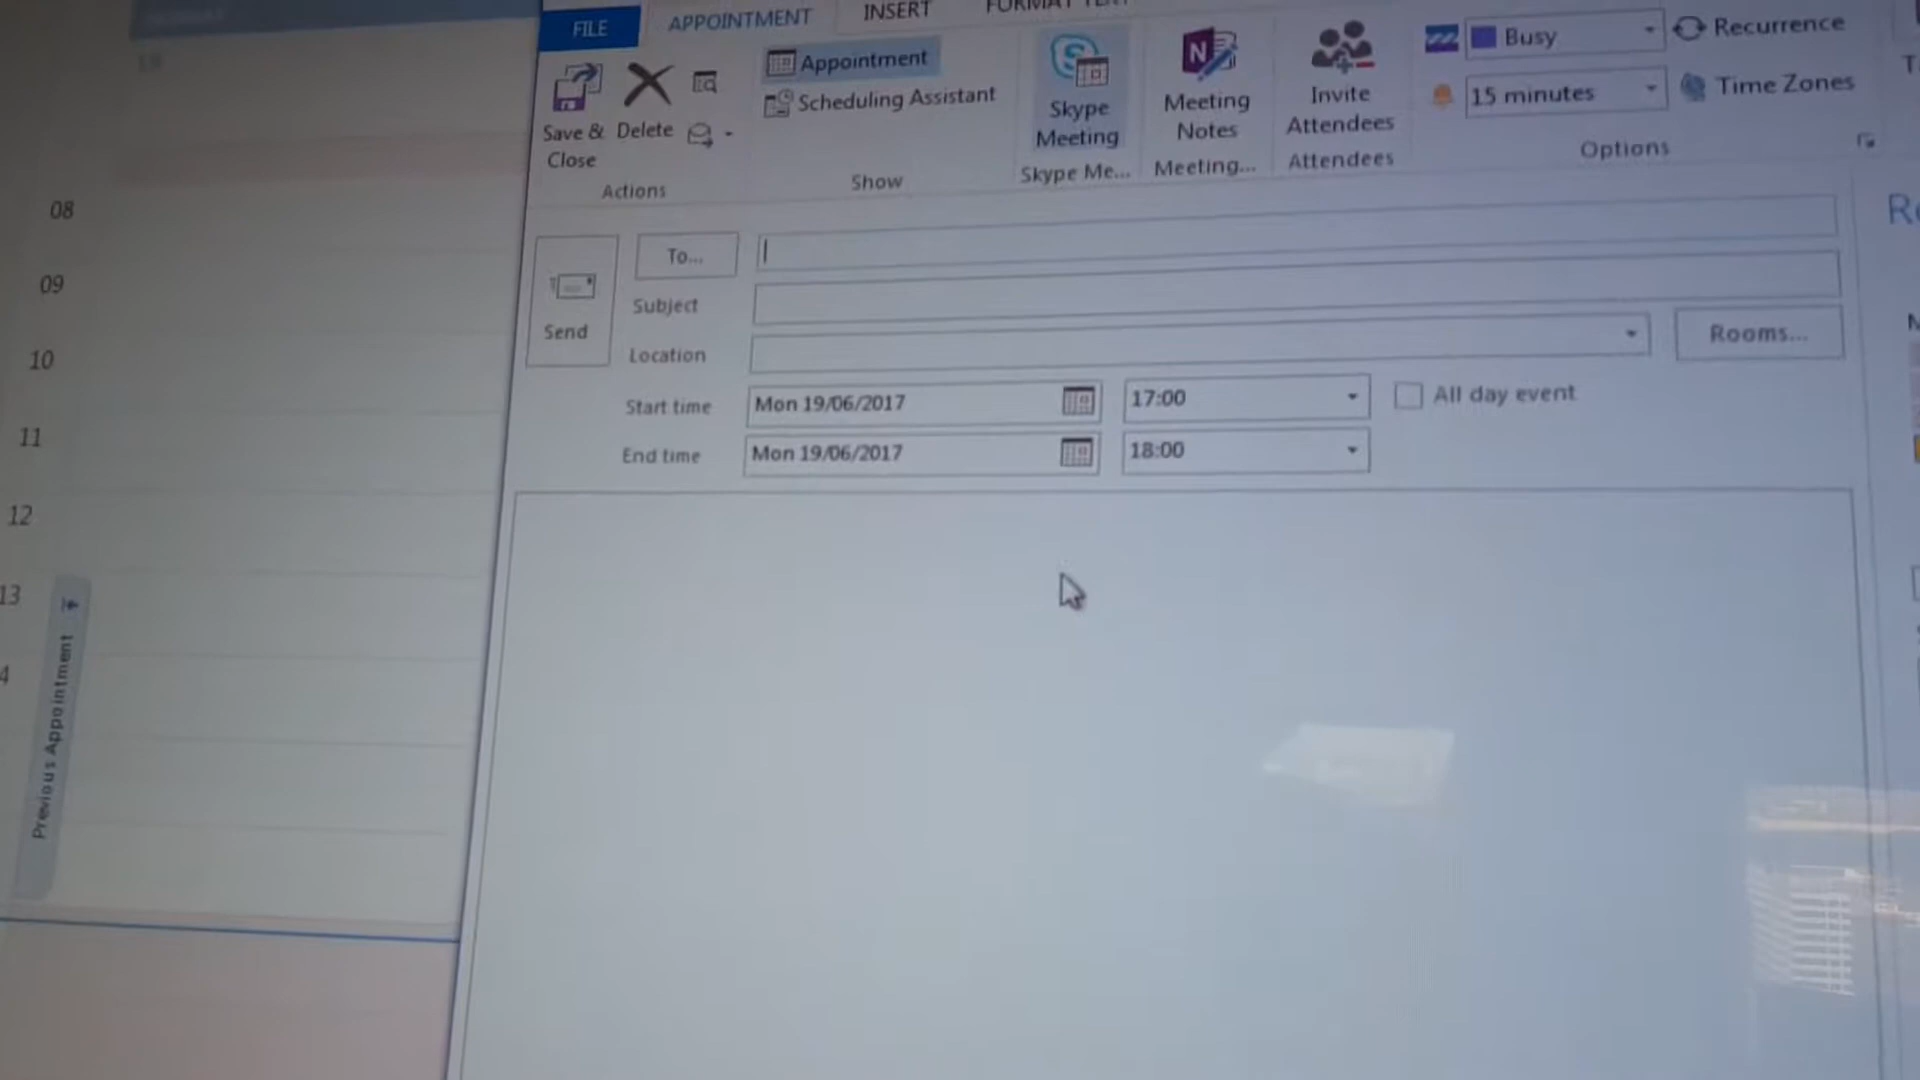 FILE
APPOINTMENT
INSERT
FORMAT TEXT
Save & Close
Delete
Appointment
Scheduling Assistant
Skype Meeting
Meeting Notes
Invite Attendees
Busy
Recurrence
15 minutes
Time Zones
Actions
Show
Skype Me...
Meeting...
Attendees
Options
Send
To...
Subject
Location
Rooms...
Start time
Mon 19/06/2017
17:00
All day event
End time
Mon 19/06/2017
18:00
08
09
10
11
12
13
4
Previous Appointment